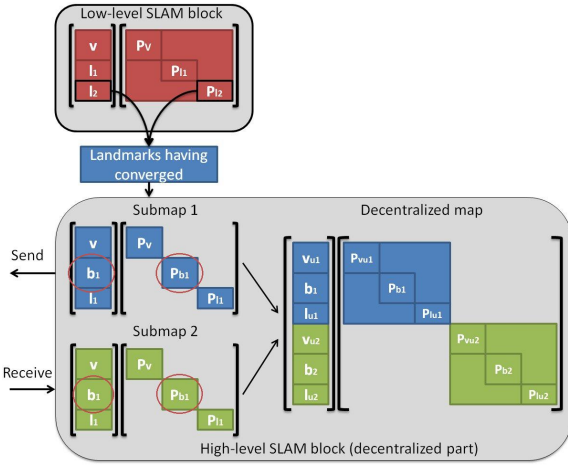 Low-level SLAM block
v
l1
l2
Pv
Pl1
Pl2
Landmarks having
converged
Submap 1
Decentralized map
Send
v
b1
l1
Pv
Pb1
Pl1
Submap 2
Receive
v
b1
l1
Pv
Pb1
Pl1
vu1
b1
lu1
vu2
b2
lu2
Pvu1
Pb1
Plu1
Pvu2
Pb2
Plu2
High-level SLAM block (decentralized part)